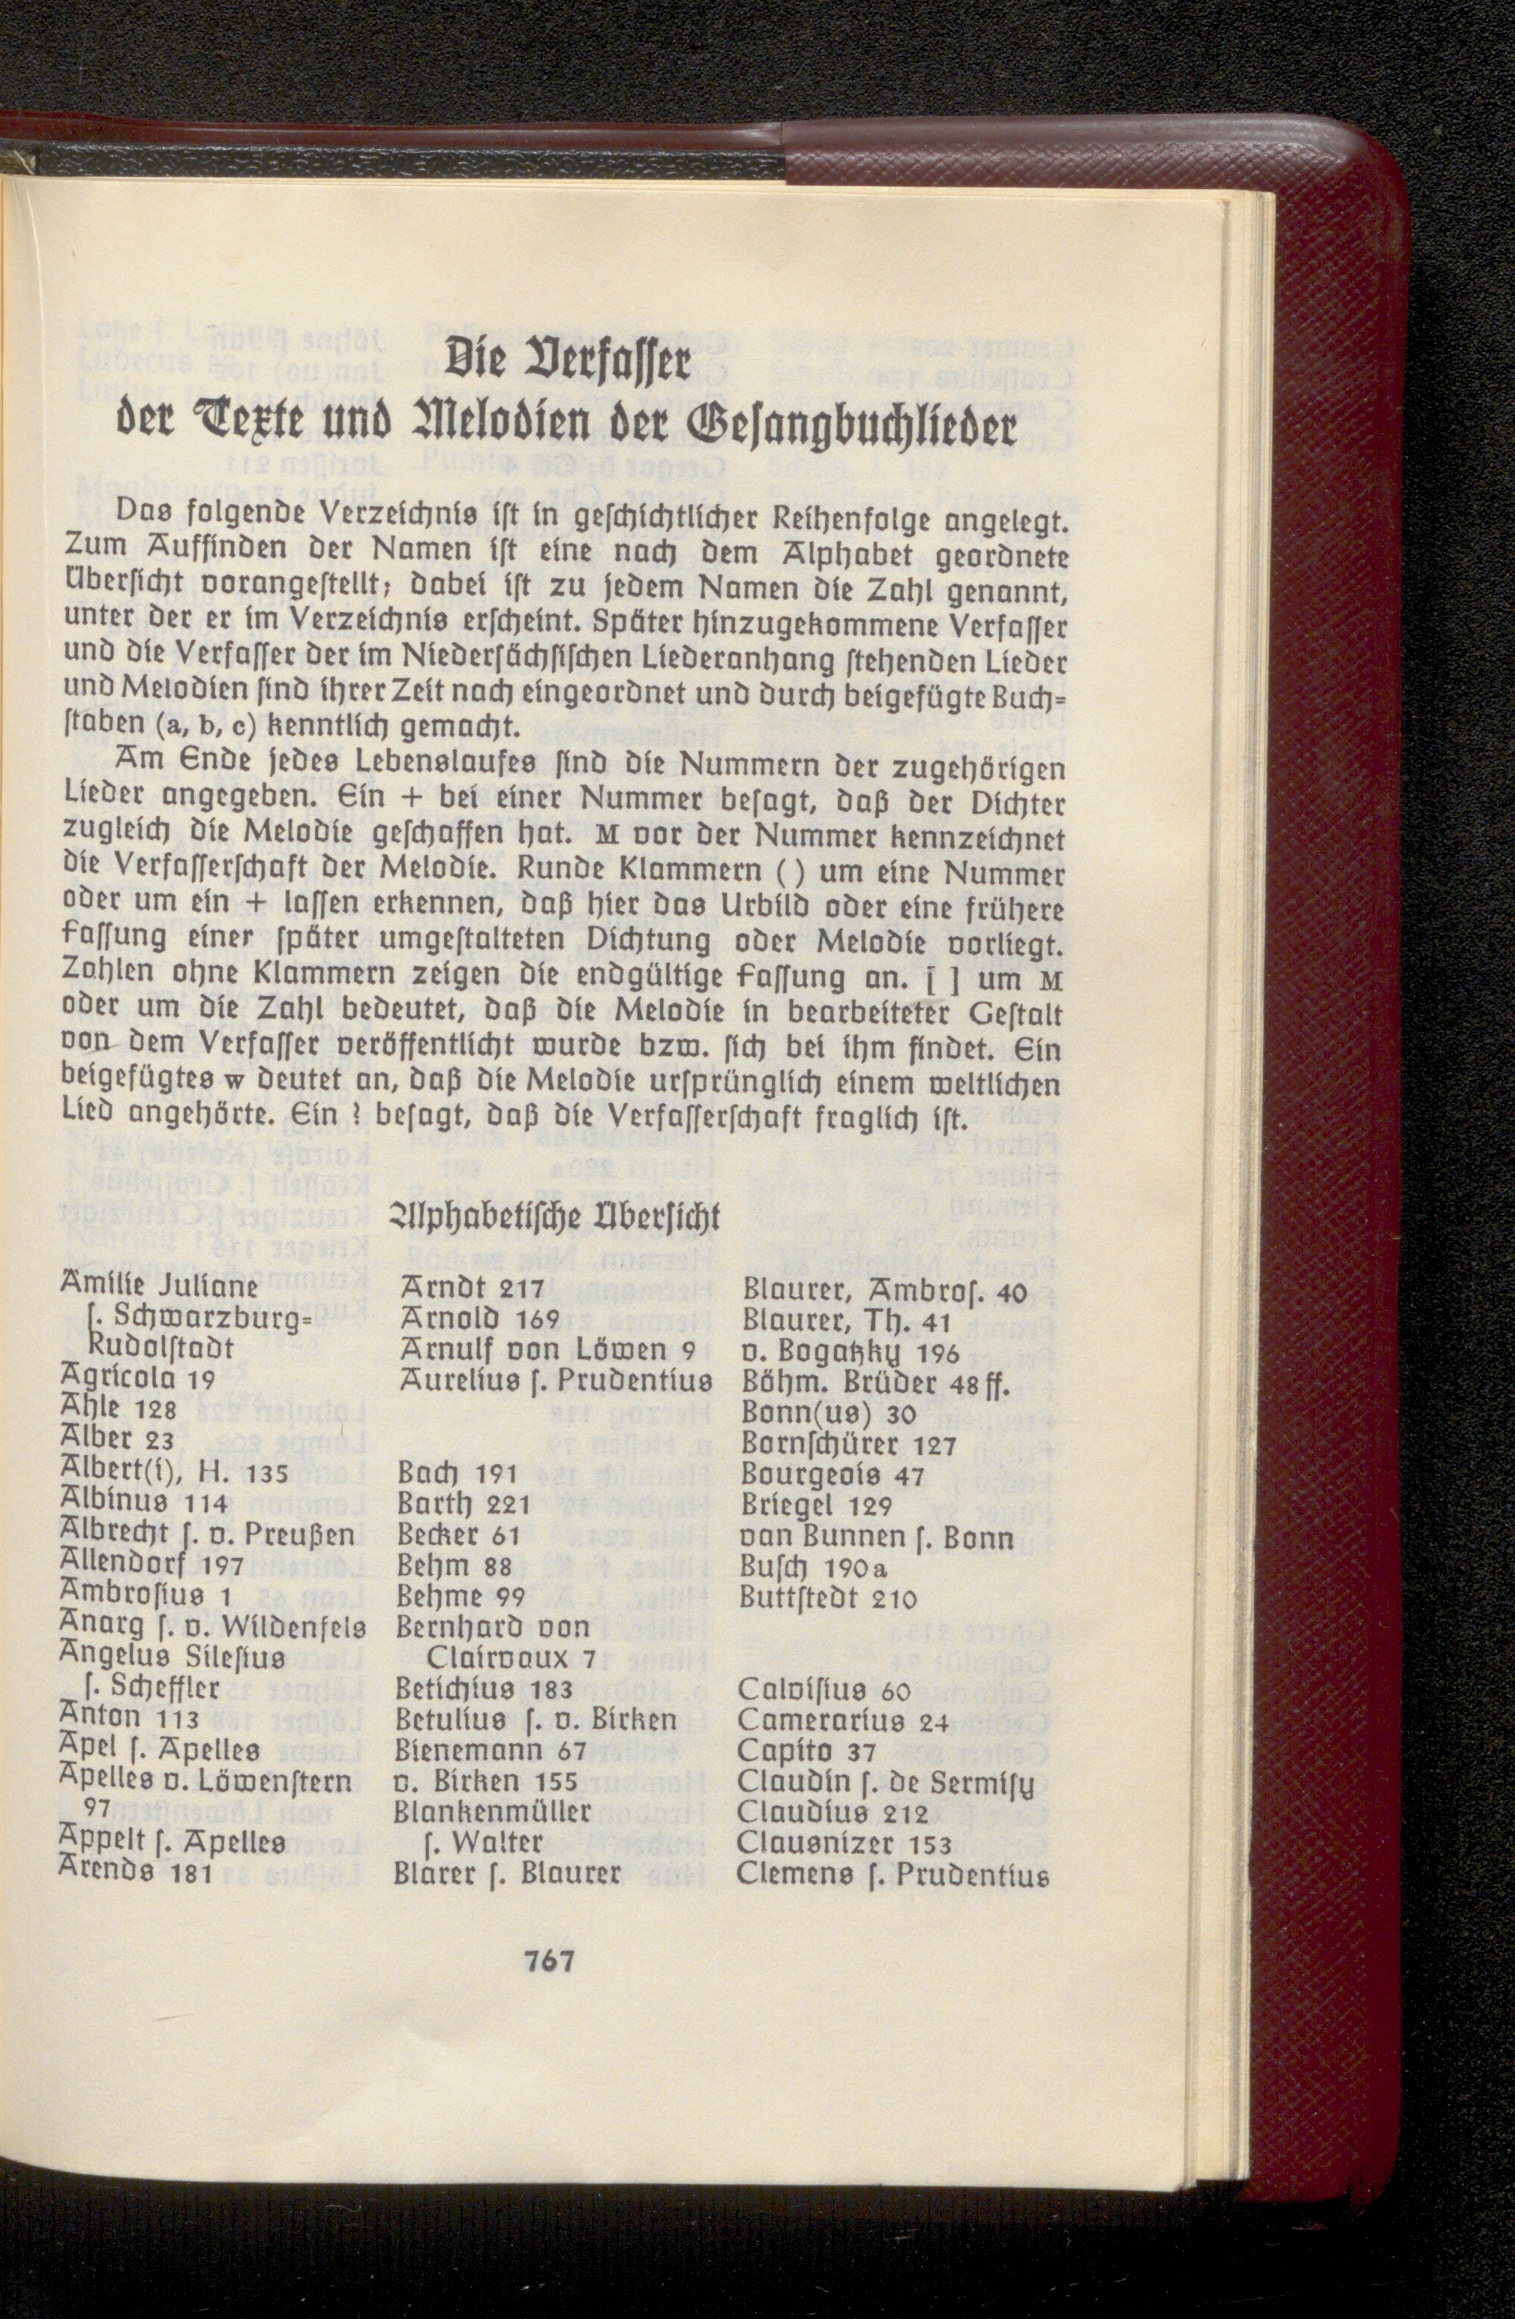 Die Verfaſſer
der Texte und Melodien der Geſangbuchlieder
Das folgende Verzeichnis iſt in geſchichtlicher Reihenfolge angelegt.
Zum Auffinden der Namen iſt eine nach dem Alphabet geordnete
Überſicht vorangeſtellt; dabei iſt zu jedem Namen die Zahl genannt,
unter der er im Verzeichnis erſcheint. Später hinzugekommene Verfaſſer
und die Verfaſſer der im Niederſächſiſchen Liederanhang ſtehenden Lieder
und Melodien ſind ihrer Zeit nach eingeordnet und durch beigefügte Buch=
ſtaben (a, b, c) kenntlich gemacht.
Am Ende jedes Lebenslaufes ſind die Nummern der zugehörigen
Lieder angegeben. Ein + bei einer Nummer beſagt, daß der Dichter
zugleich die Melodie geſchaffen hat. M vor der Nummer kennzeichnet
die Verfaſſerſchaft der Melodie. Runde Klammern ( ) um eine Nummer
oder um ein + laſſen erkennen, daß hier das Urbild oder eine frühere
Faſſung einer ſpäter umgeſtalteten Dichtung oder Melodie vorliegt.
Zahlen ohne Klammern zeigen die endgültige Faſſung an. [ ] um M
oder um die Zahl bedeutet, daß die Melodie in bearbeiteter Geſtalt
von dem Verfaſſer veröffentlicht wurde bzw. ſich bei ihm findet. Ein
beigefügtes w deutet an, daß die Melodie urſprünglich einem weltlichen
Lied angehörte. Ein ? beſagt, daß die Verfaſſerſchaft fraglich iſt.
Alphabetiſche Überſicht
Amilie Juliane
ſ. Schwarzburg=
Rudolſtadt
Agricola 19
Ahle 128
Alber 23
Albert(i), H. 135
Albinus 114
Albrecht ſ. v. Preußen
Allendorf 197
Ambroſius 1
Anarg ſ. v. Wildenfels
Angelus Sileſius
ſ. Scheffler
Anton 113
Apel ſ. Apelles
Apelles v. Löwenſtern
97
Appelt ſ. Apelles
Arends 181
Arndt 217
Arnold 169
Arnulf von Löwen 9
Aurelius ſ. Prudentius
Bach 191
Barth 221
Becker 61
Behm 88
Behme 99
Bernhard von
Clairvaux 7
Betichius 183
Betulius ſ. v. Birken
Bienemann 67
v. Birken 155
Blankenmüller
ſ. Walter
Blarer ſ. Blaurer
Blaurer, Ambroſ. 40
Blaurer, Th. 41
v. Bogatzky 196
Böhm. Brüder 48 ff.
Bonn(us) 30
Bornſchürer 127
Bourgeois 47
Briegel 129
van Bunnen ſ. Bonn
Buſch 190a
Buttſtedt 210
Calviſius 60
Camerarius 24
Capito 37
Claudin ſ. de Sermiſy
Claudius 212
Clausnizer 153
Clemens ſ. Prudentius
767